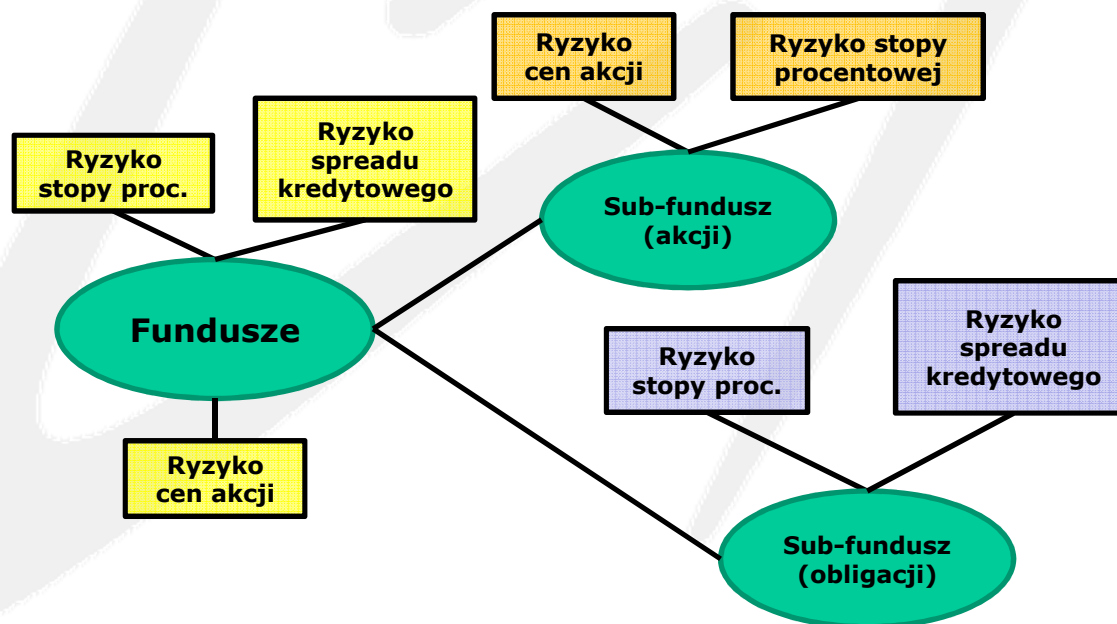 Ryzyko
cen akcji
Ryzyko stopy
procentowej
Ryzyko
stopy proc.
Ryzyko
spreadu
kredytowego
Sub-fundusz
(akcji)
Fundusze
Ryzyko
stopy proc.
Ryzyko
spreadu
kredytowego
Ryzyko
cen akcji
Sub-fundusz
(obligacji)